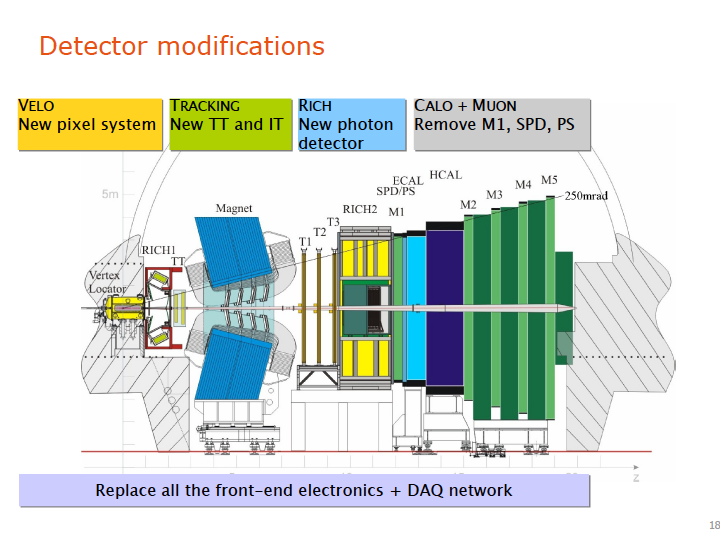 Detector modifications
VELO
New pixel system
TRACKING
New TT and IT
RICH
New photon
detector
CALO + MUON
Remove M1, SPD, PS
5m
Magnet
RICH1
TT
Vertex
Locator
T1
T2
T3
RICH2
M1
SPD/PS
ECAL
HCAL
M2
M3
M4
M5
250mrad
z
Replace all the front-end electronics + DAQ network
18